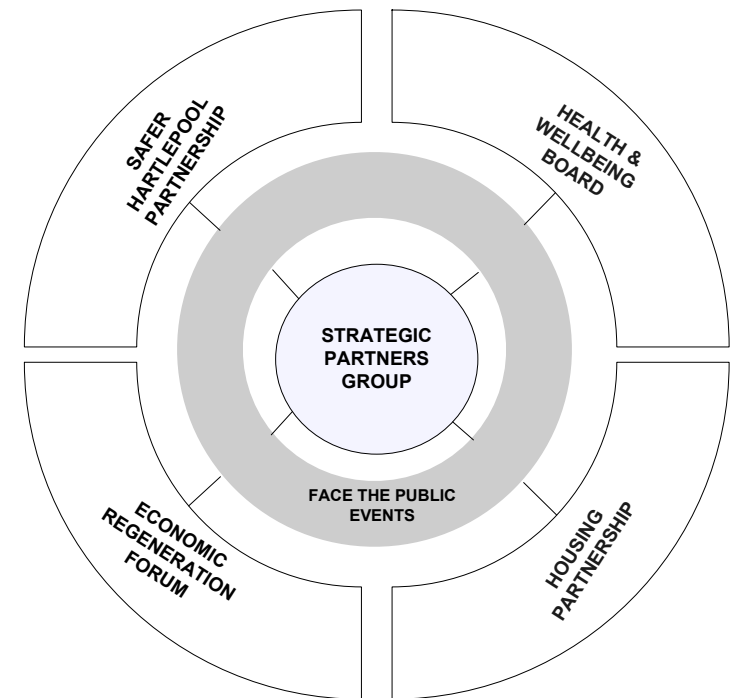 SAFER
HARTLEPOOL
PARTNERSHIP
HEALTH &
WELLBEING
BOARD
STRATEGIC
PARTNERS
GROUP
FACE THE PUBLIC
EVENTS
ECONOMIC
REGENERATION
FORUM
HOUSING
PARTNERSHIP